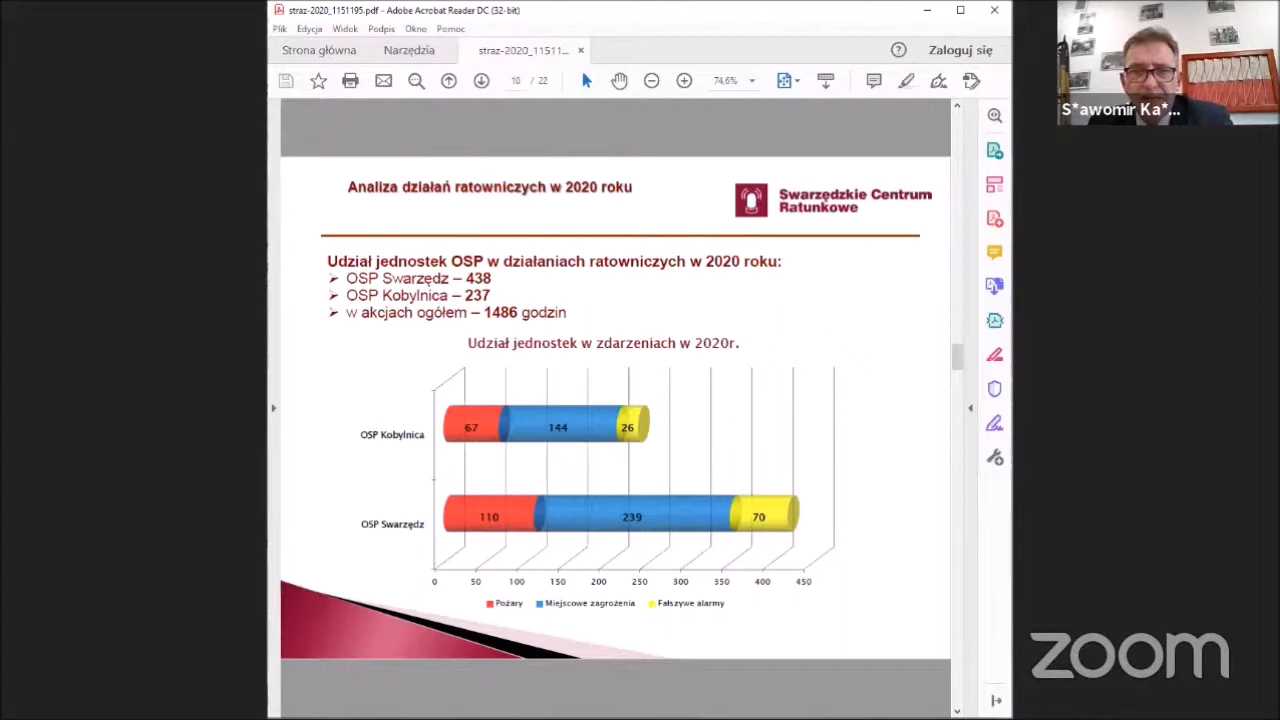 straz-2020_1151195.pdf - Adobe Acrobat Reader DC (32-bit)
Plik Edycja Widok Podpis Okno Pomoc
Strona główna Narzędzia straz-2020_11511... × Zaloguj się
10 / 22 74,6%
S*awomir Ka*...
Analiza działań ratowniczych w 2020 roku
Swarzędzkie Centrum
Ratunkowe
Udział jednostek OSP w działaniach ratowniczych w 2020 roku:
➢ OSP Swarzędz – 438
➢ OSP Kobylnica – 237
➢ w akcjach ogółem – 1486 godzin
Udział jednostek w zdarzeniach w 2020r.
OSP Kobylnica 67 144 26
OSP Swarzędz 110 239 70
0 50 100 150 200 250 300 350 400 450
Pożary Miejscowe zagrożenia Fałszywe alarmy
zoom